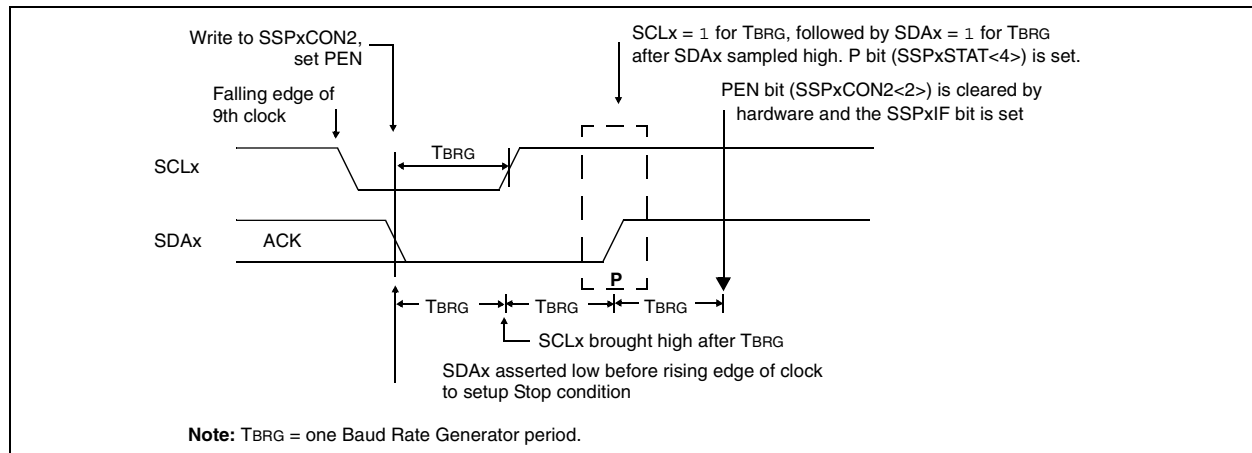 Write to SSPxCON2,
set PEN
SCLx = 1 for TBRG, followed by SDAx = 1 for TBRG
after SDAx sampled high. P bit (SSPxSTAT<4>) is set.
Falling edge of
9th clock
PEN bit (SSPxCON2<2>) is cleared by
hardware and the SSPxIF bit is set
TBRG
SCLx
SDAx
ACK
P
TBRG
TBRG
TBRG
SCLx brought high after TBRG
SDAx asserted low before rising edge of clock
to setup Stop condition
Note: TBRG = one Baud Rate Generator period.